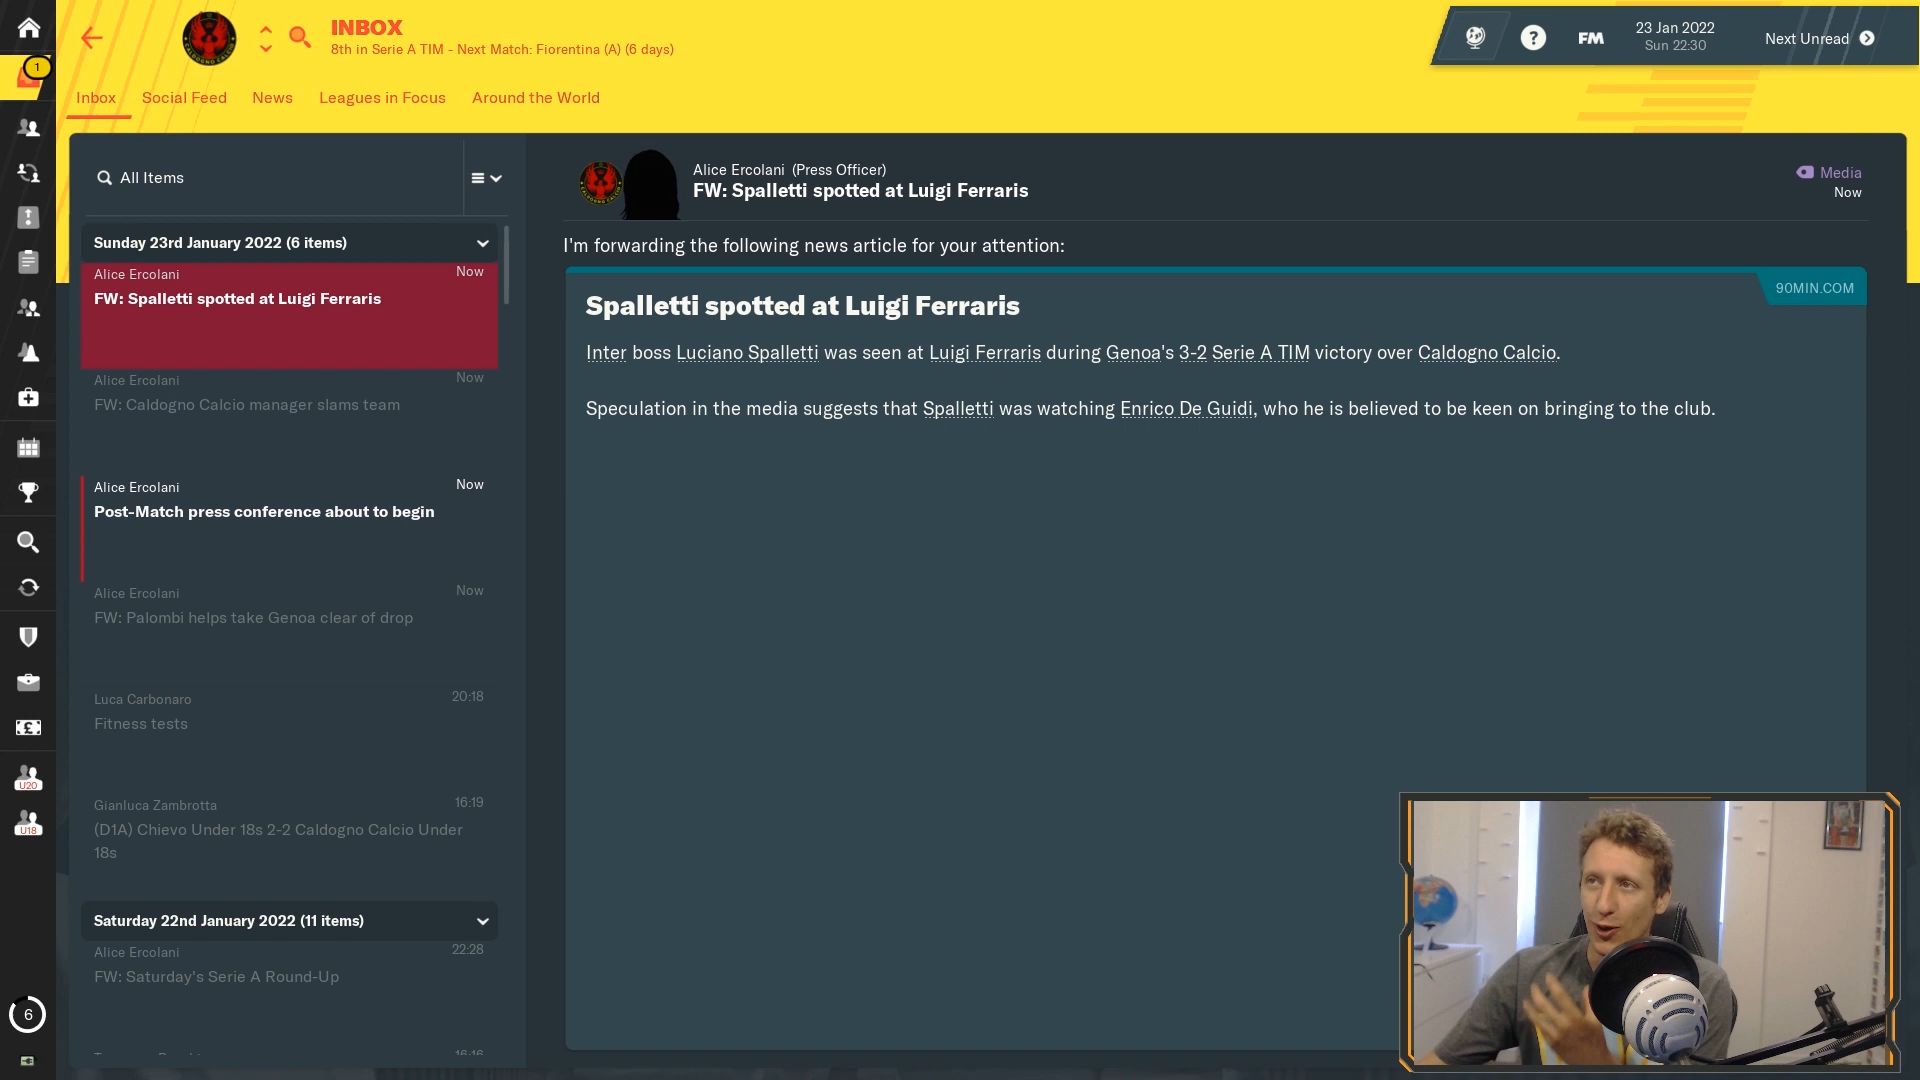 INBOX
8th in Serie A TIM - Next Match: Fiorentina (A) (6 days)
FM
23 Jan 2022
Sun 22:30
Next Unread
1
Inbox
Social Feed
News
Leagues in Focus
Around the World
All Items
Sunday 23rd January 2022 (6 items)
Alice Ercolani
Now
FW: Spalletti spotted at Luigi Ferraris
Alice Ercolani
Now
FW: Caldogno Calcio manager slams team
Alice Ercolani
Now
Post-Match press conference about to begin
Alice Ercolani
Now
FW: Palombi helps take Genoa clear of drop
Luca Carbonaro
20:18
Fitness tests
Gianluca Zambrotta
16:19
(D1A) Chievo Under 18s 2-2 Caldogno Calcio Under
18s
Saturday 22nd January 2022 (11 items)
Alice Ercolani
22:28
FW: Saturday's Serie A Round-Up
U20
U18
6
Alice Ercolani (Press Officer)
FW: Spalletti spotted at Luigi Ferraris
Media
Now
I'm forwarding the following news article for your attention:
90MIN.COM
Spalletti spotted at Luigi Ferraris
Inter boss Luciano Spalletti was seen at Luigi Ferraris during Genoa's 3-2 Serie A TIM victory over Caldogno Calcio.
Speculation in the media suggests that Spalletti was watching Enrico De Guidi, who he is believed to be keen on bringing to the club.